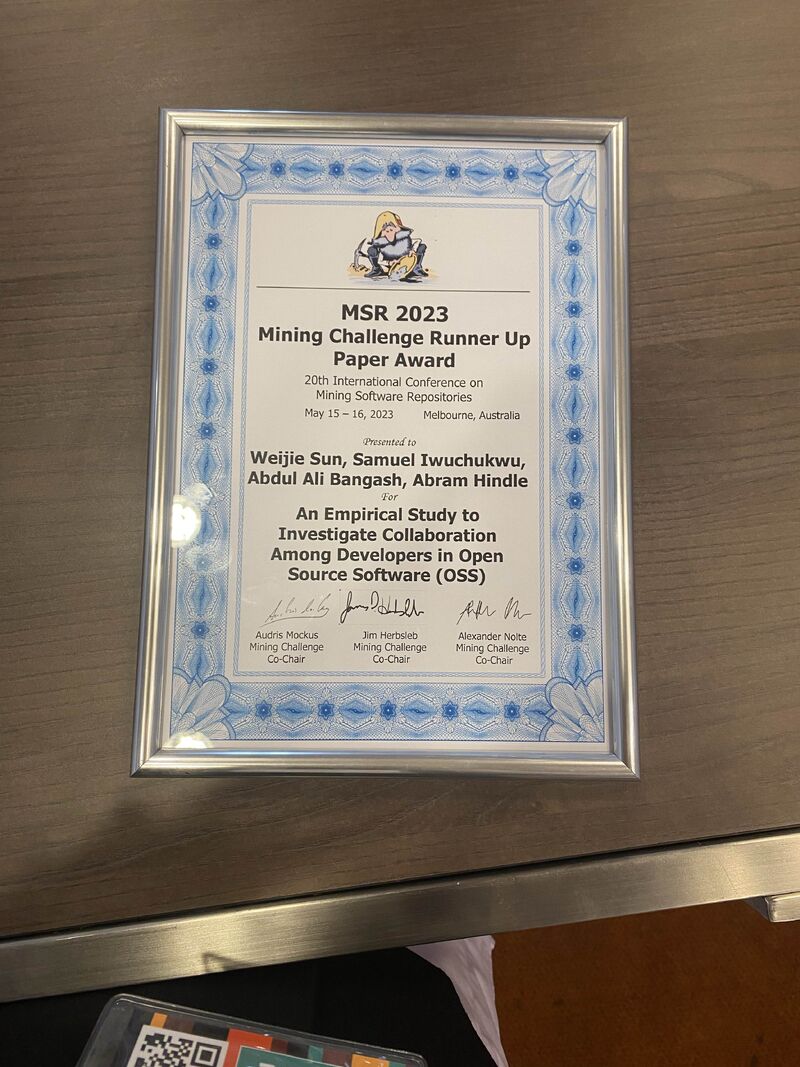 MSR 2023
Mining Challenge Runner Up
Paper Award
20th International Conference on
Mining Software Repositories
May 15 – 16, 2023 Melbourne, Australia
Presented to
Weijie Sun, Samuel Iwuchukwu,
Abdul Ali Bangash, Abram Hindle
For
An Empirical Study to
Investigate Collaboration
Among Developers in Open
Source Software (OSS)
Audris Mockus Jim Herbsleb Alexander Nolte
Mining Challenge Mining Challenge Mining Challenge
Co-Chair Co-Chair Co-Chair